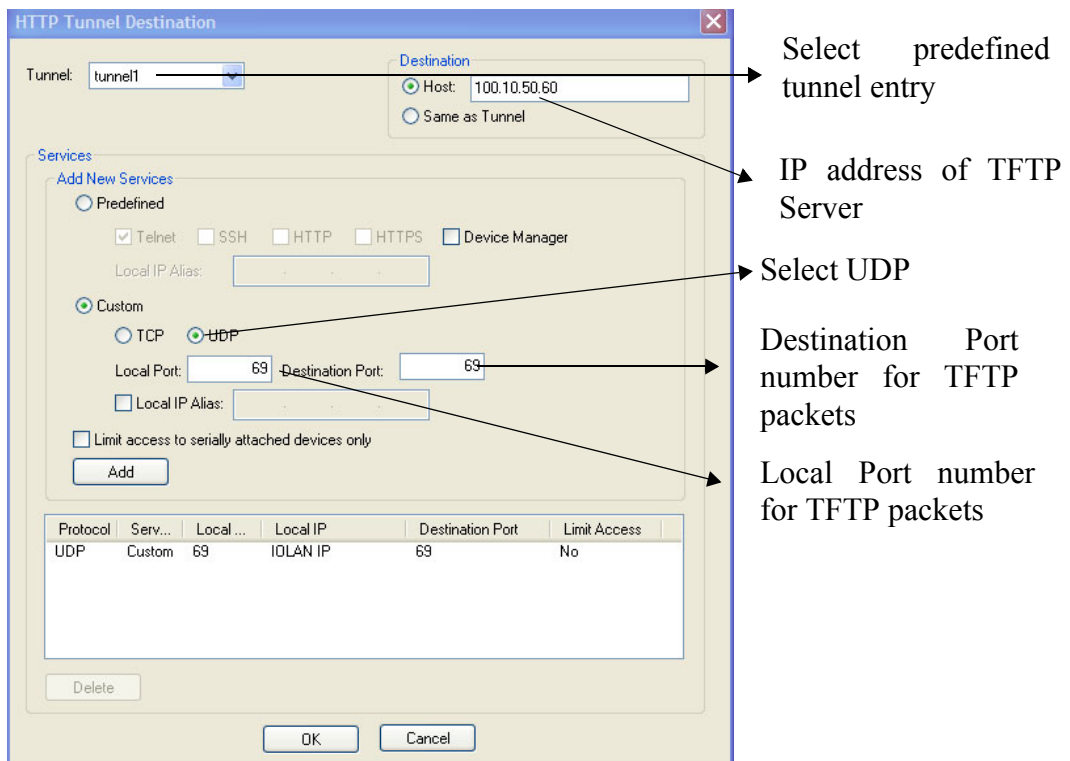 HTTP Tunnel Destination
Tunnel: tunnel1
Destination
Host: 100.10.50.60
Same as Tunnel
Services
Add New Services
Predefined
Telnet SSH HTTP HTTPS Device Manager
Local IP Alias:
Custom
TCP UDP
Local Port: 69 Destination Port: 69
Local IP Alias:
Limit access to serially attached devices only
Add
Protocol Serv... Local ... Local IP Destination Port Limit Access
UDP Custom 69 IOLAN IP 69 No
Delete
OK Cancel
Select predefined
tunnel entry
IP address of TFTP
Server
Select UDP
Destination Port
number for TFTP
packets
Local Port number
for TFTP packets